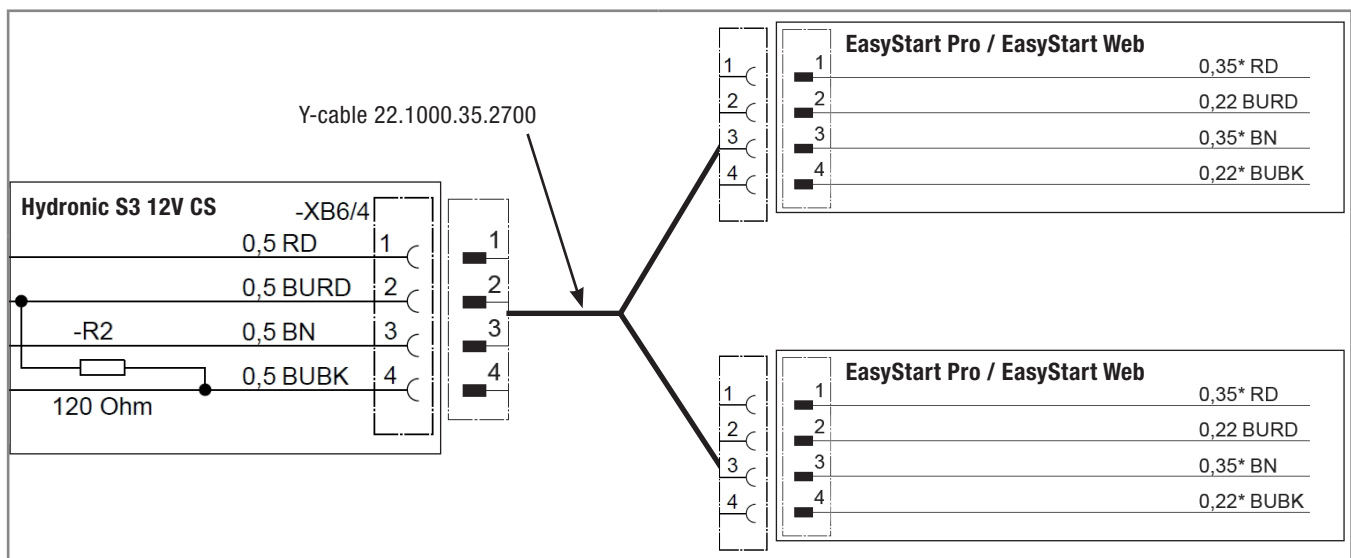 EasyStart Pro / EasyStart Web
1 1 0,35* RD
2 2 0,22 BURD
3 3 0,35* BN
4 4 0,22* BUBK
Y-cable 22.1000.35.2700
Hydronic S3 12V CS
-XB6/4
0,5 RD 1 1
0,5 BURD 2 2
-R2 0,5 BN 3 3
0,5 BUBK 4 4
120 Ohm
EasyStart Pro / EasyStart Web
1 1 0,35* RD
2 2 0,22 BURD
3 3 0,35* BN
4 4 0,22* BUBK